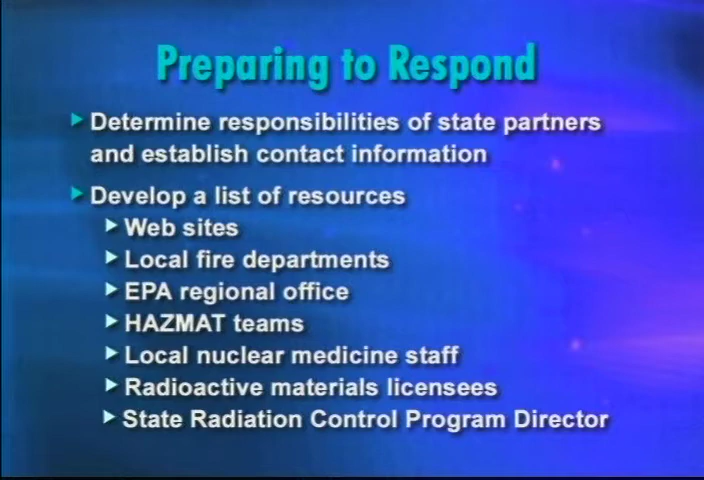 Preparing to Respond
Determine responsibilities of state partners
and establish contact information
Develop a list of resources
Web sites
Local fire departments
EPA regional office
HAZMAT teams
Local nuclear medicine staff
Radioactive materials licensees
State Radiation Control Program Director